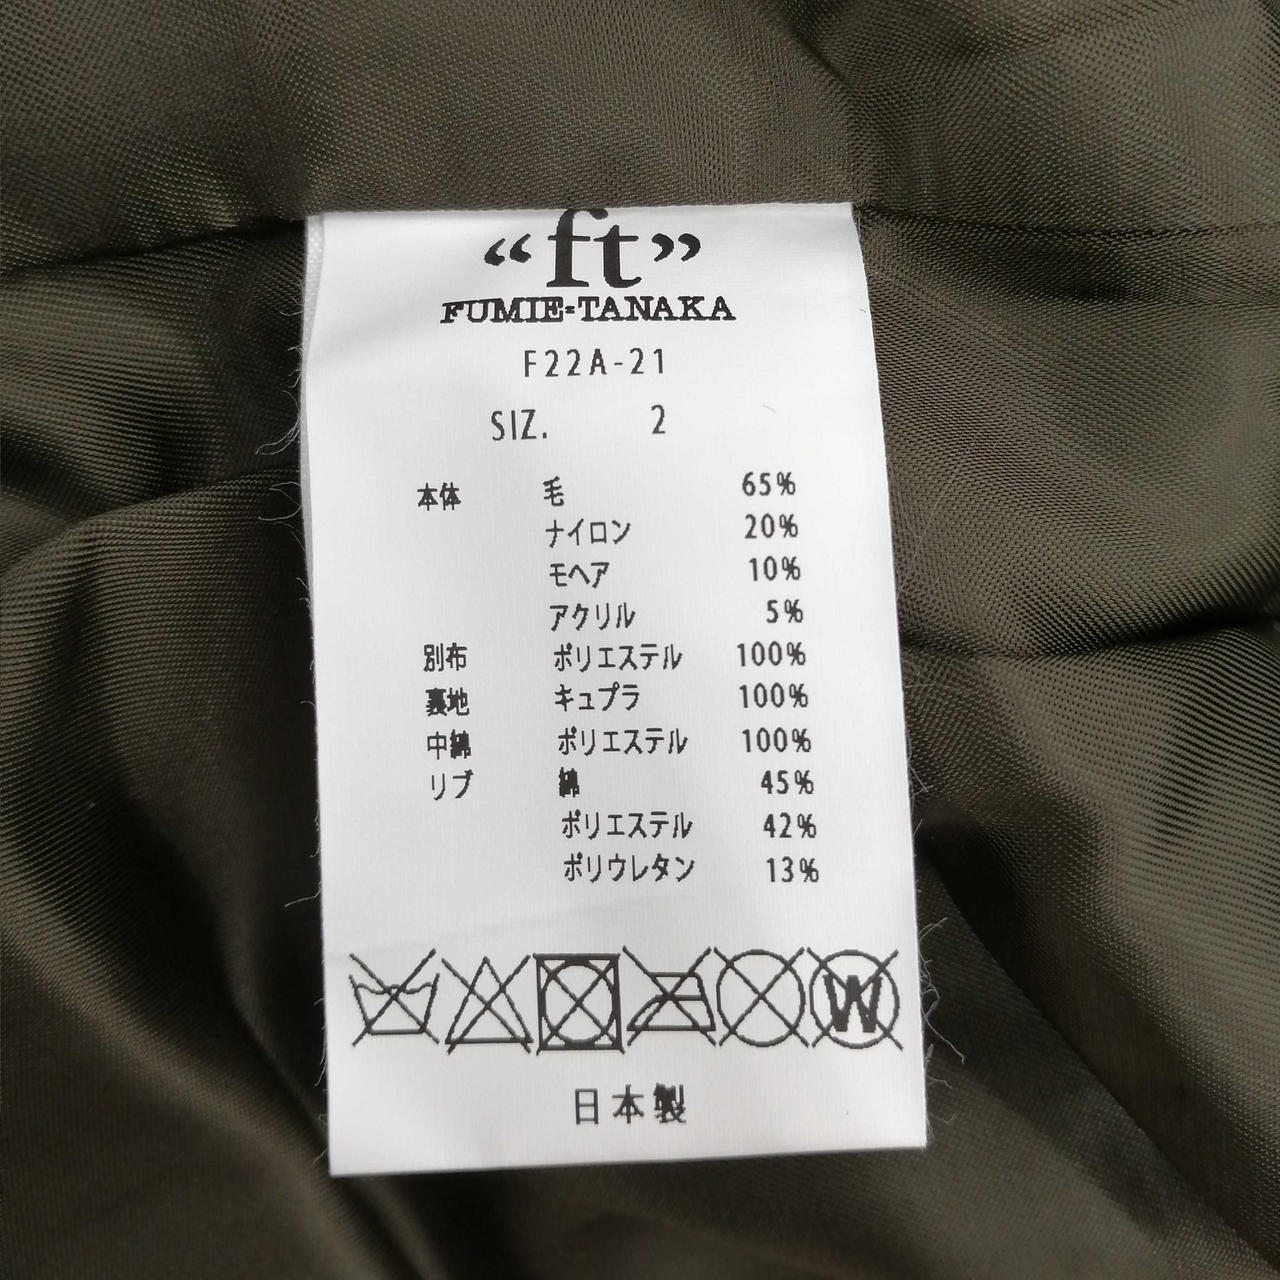 “ft”
FUMIE=TANAKA
F22A-21
SIZ. 2
本体 毛 65%
ナイロン 20%
モヘア 10%
アクリル 5%
別布 ポリエステル 100%
裏地 キュプラ 100%
中綿 ポリエステル 100%
リブ 綿 45%
ポリエステル 42%
ポリウレタン 13%
W
日本製